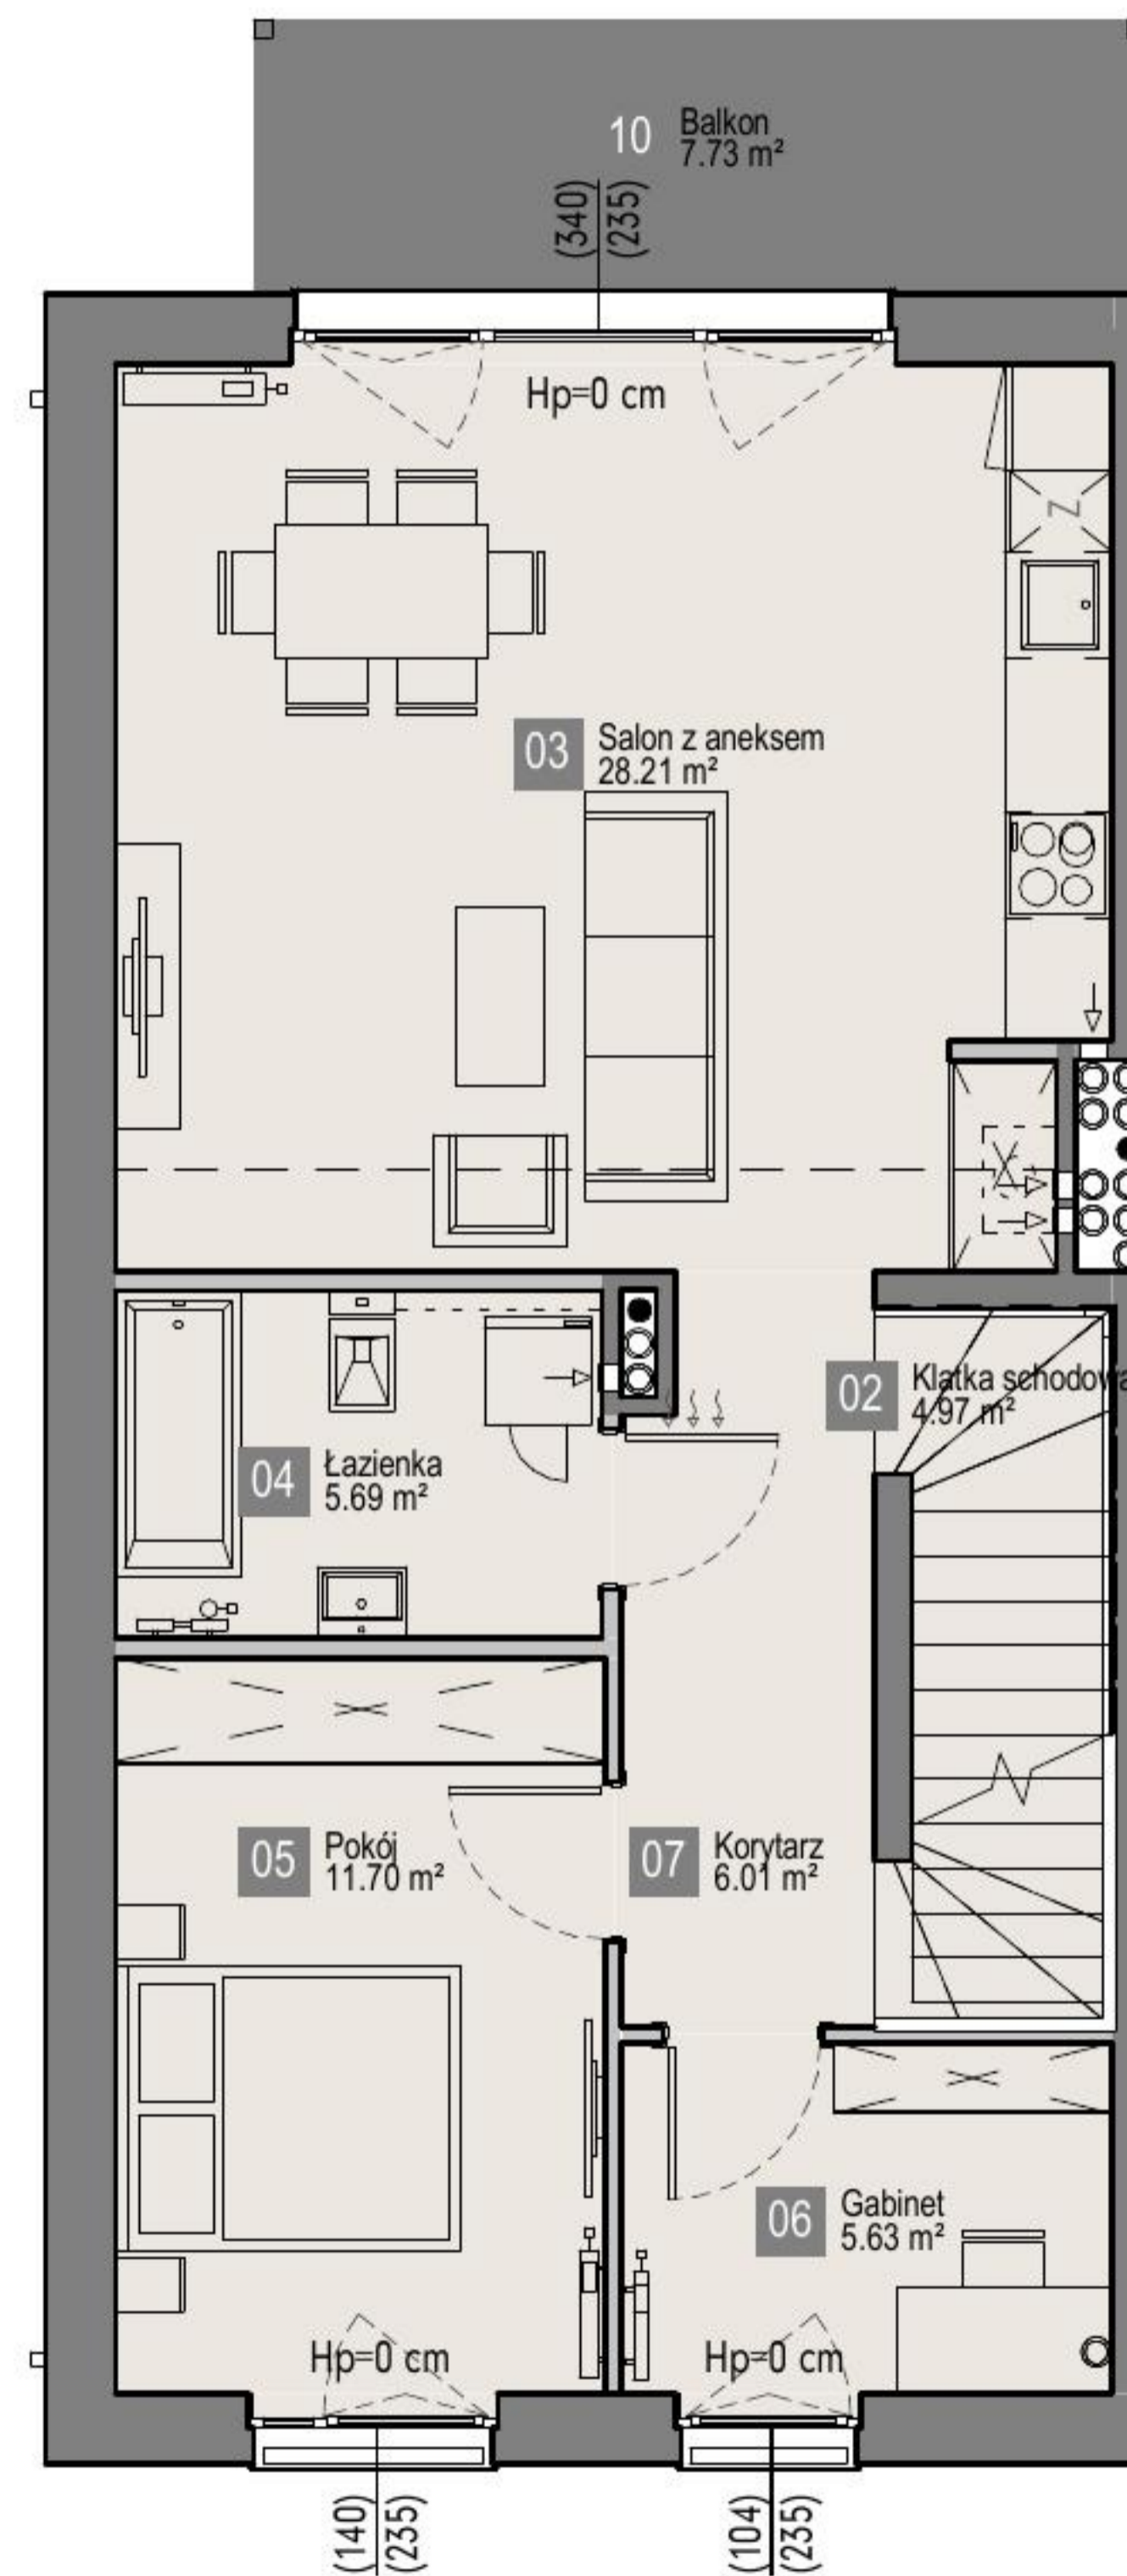 10 Balkon
7.73 m²
(340)
(235)
Hp=0 cm
Z
03 Salon z aneksem
28.21 m²
02 Klatka schodowa
4.97 m²
04 Łazienka
5.69 m²
05 Pokój
11.70 m²
07 Korytarz
6.01 m²
06 Gabinet
5.63 m²
Hp=0 cm
Hp=0 cm
(140)
(235)
(104)
(235)